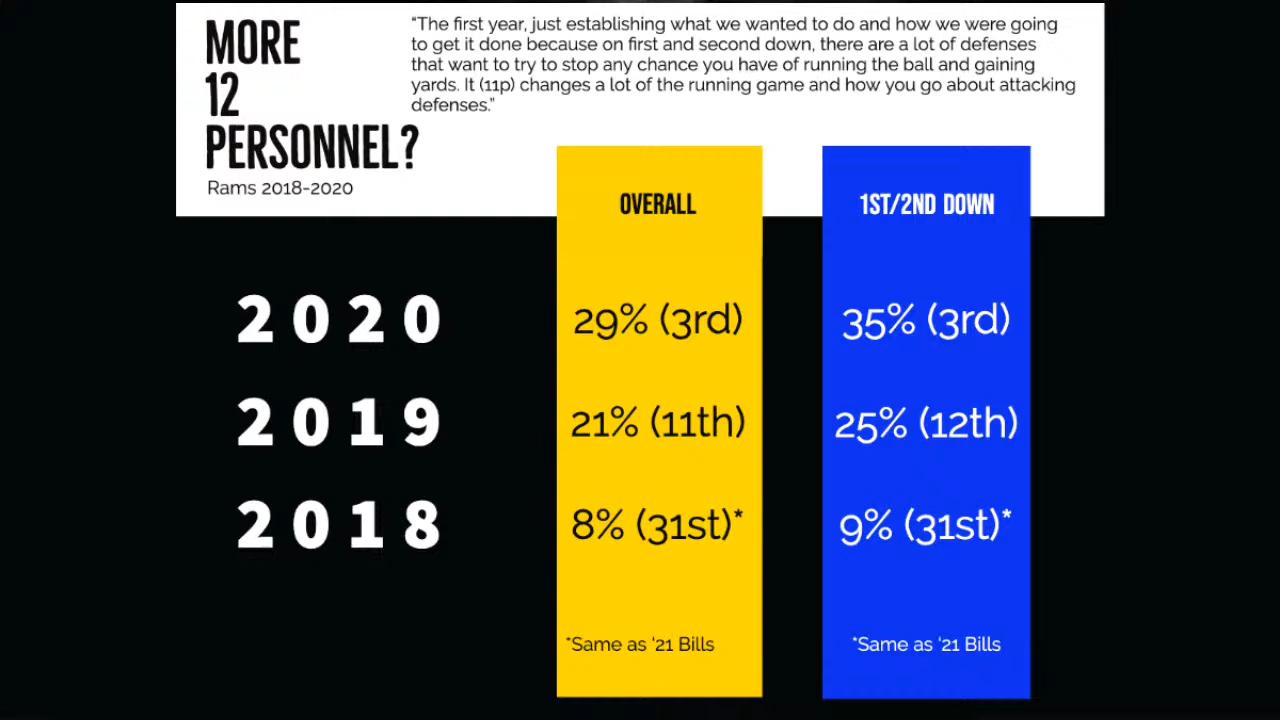 MORE
12
PERSONNEL?
Rams 2018-2020
“The first year, just establishing what we wanted to do and how we were going
to get it done because on first and second down, there are a lot of defenses
that want to try to stop any chance you have of running the ball and gaining
yards. It (11p) changes a lot of the running game and how you go about attacking
defenses.”
OVERALL 1ST/2ND DOWN
2020 29% (3rd) 35% (3rd)
2019 21% (11th) 25% (12th)
2018 8% (31st)* 9% (31st)*
*Same as ‘21 Bills *Same as ‘21 Bills